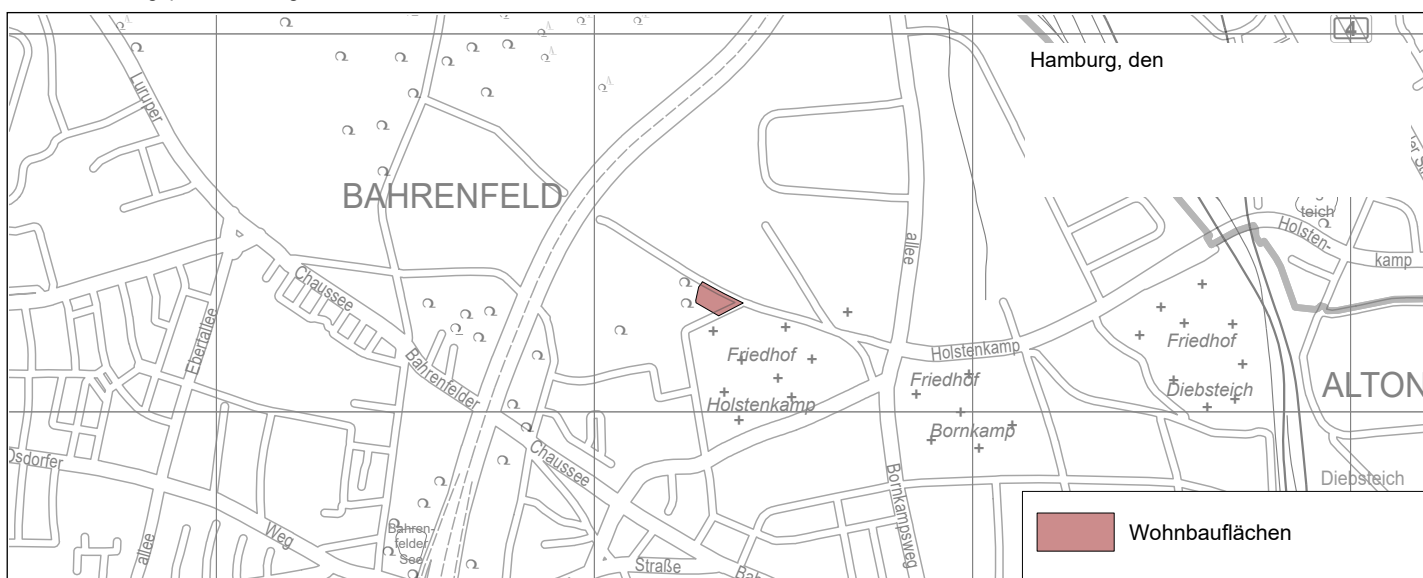 4
Hamburg, den
Luruper
BAHRENFELD
teich
Holsten-
kamp
allee
Chaussee
Ebertallee
Bahrenfelder
Holstenkamp
Friedhof
Holstenkamp
Friedhof
Bornkamp
Friedhof
Diebsteich
ALTON
Chaussee
Bornkampsweg
Diebsteich
Weg
allee
Bahren-
felder
See
Straße
Wohnbauflächen